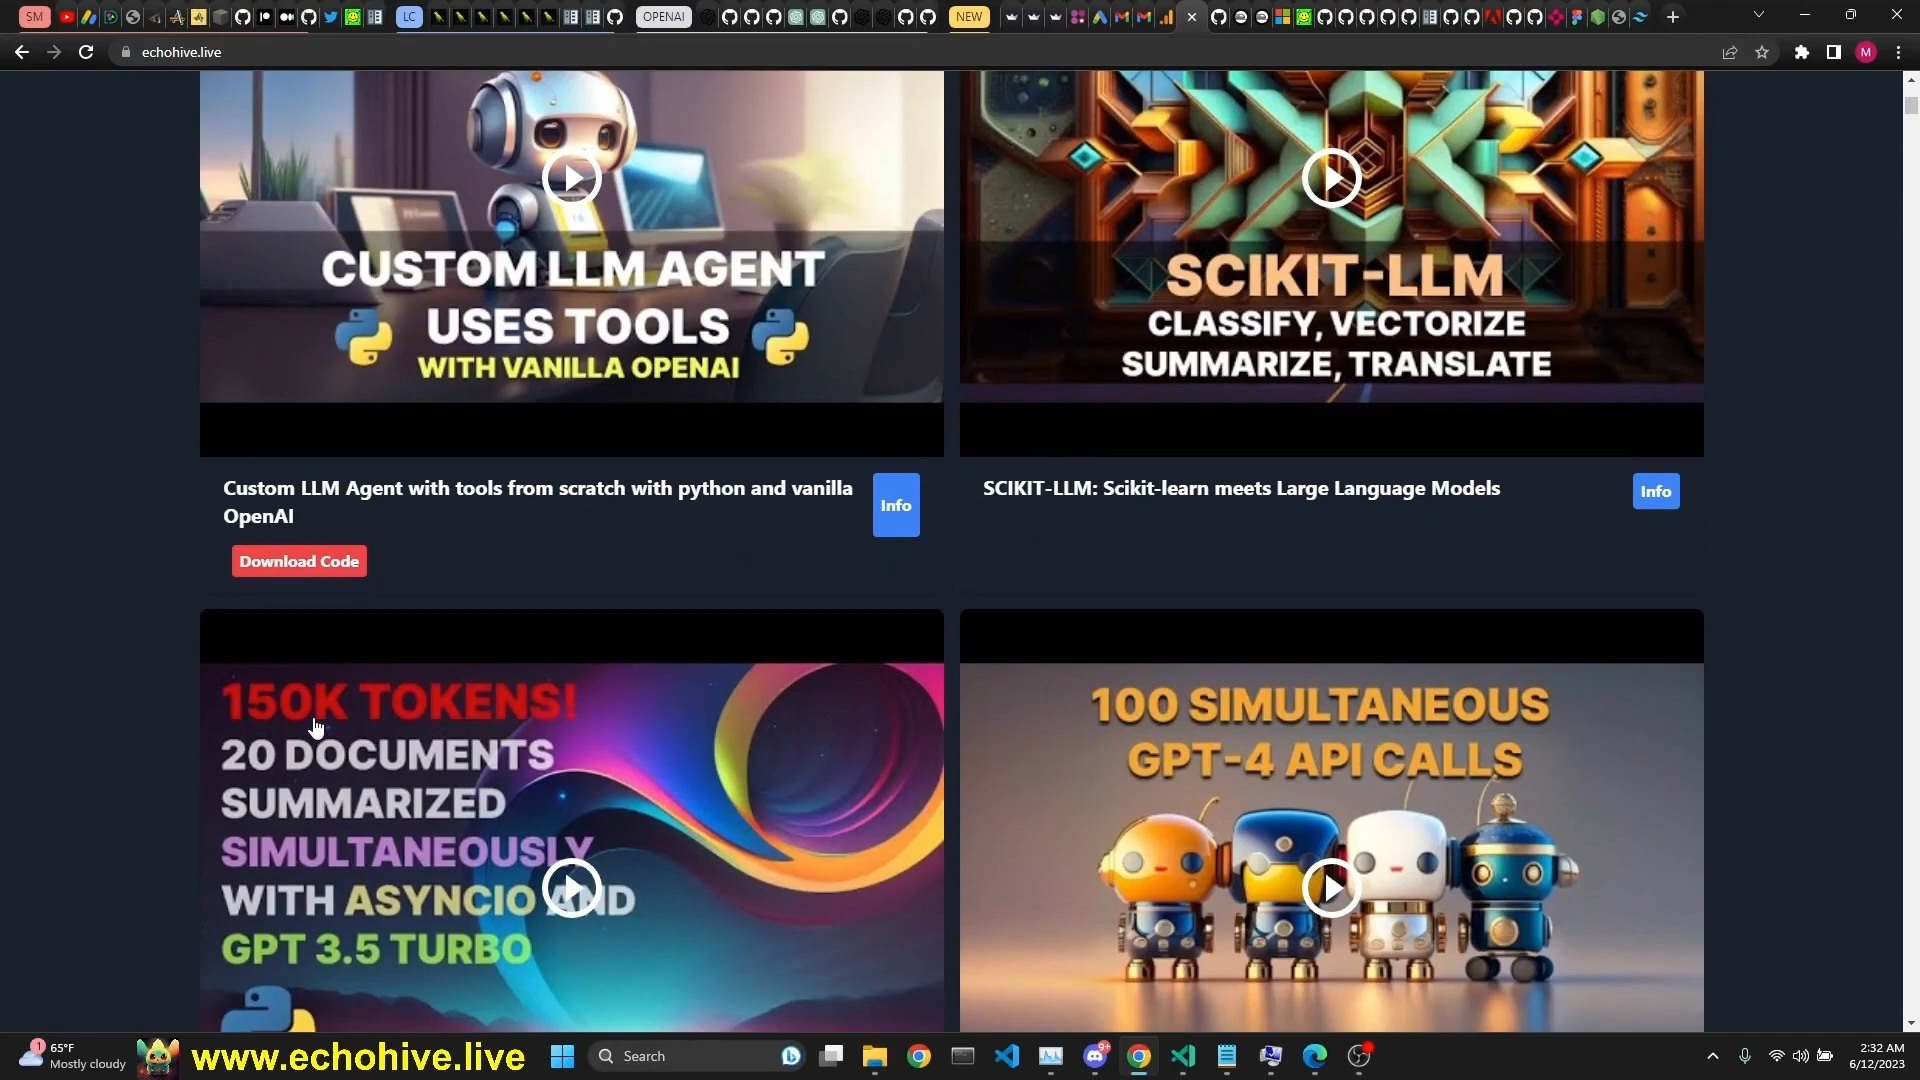 SM
LC
OPENAI
NEW
echohive.live
M
CUSTOM LLM AGENT
USES TOOLS
WITH VANILLA OPENAI
SCIKIT-LLM
CLASSIFY, VECTORIZE
SUMMARIZE, TRANSLATE
Custom LLM Agent with tools from scratch with python and vanilla
OpenAI
Info
Download Code
SCIKIT-LLM: Scikit-learn meets Large Language Models
Info
150K TOKENS!
20 DOCUMENTS
SUMMARIZED
SIMULTANEOUSLY
WITH ASYNCIO AND
GPT 3.5 TURBO
100 SIMULTANEOUS
GPT-4 API CALLS
1
65°F
Mostly cloudy
www.echohive.live
Search
9+
2:32 AM
6/12/2023